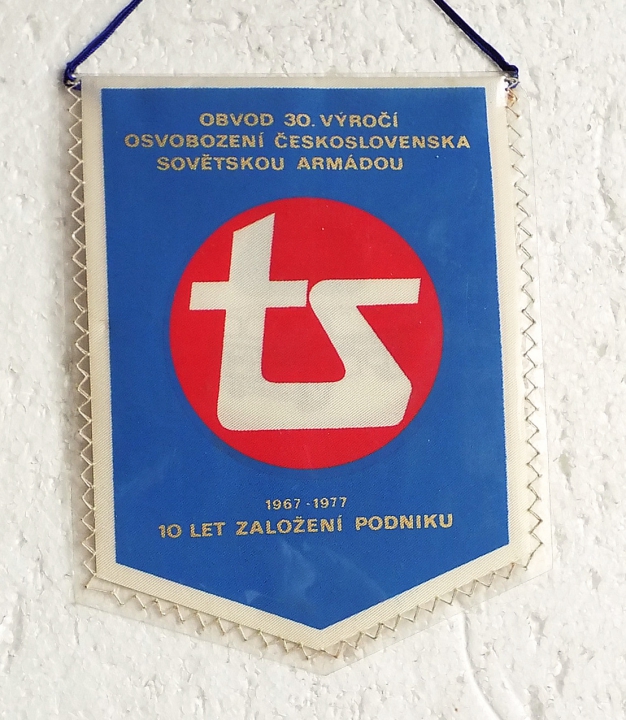 OBVOD 30. VÝROČÍ
OSVOBOZENÍ ČESKOSLOVENSKA
SOVĚTSKOU ARMÁDOU
ts
1967-1977
10 LET ZALOŽENÍ PODNIKU